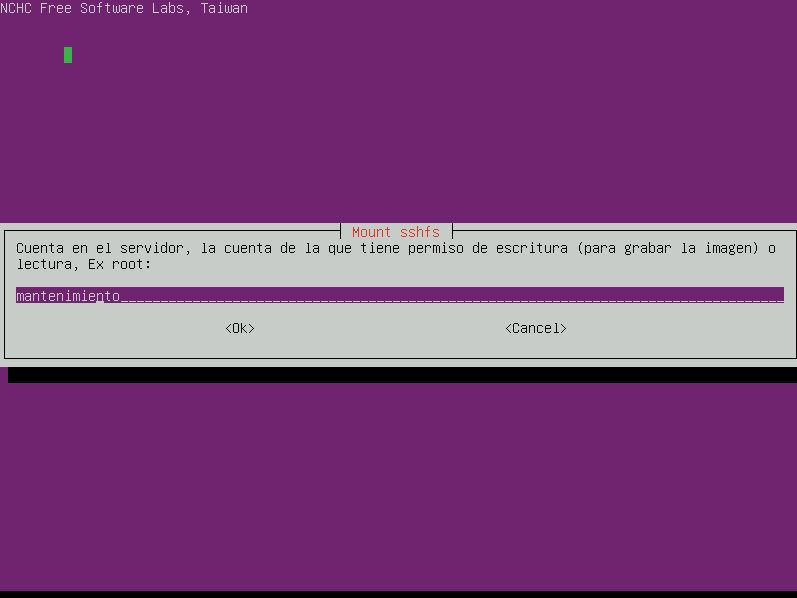 NCHC Free Software Labs, Taiwan
Mount sshfs
Cuenta en el servidor, la cuenta de la que tiene permiso de escritura (para grabar la imagen) o
lectura, Ex root:
mantenimiento
<Ok> <Cancel>